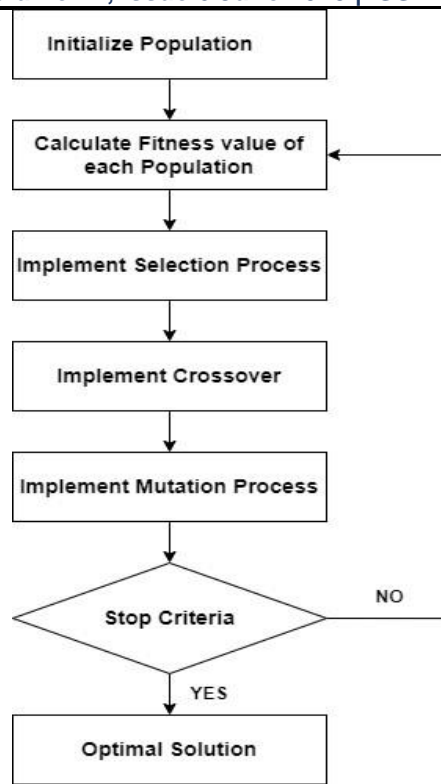 Initialize Population
Calculate Fitness value of
each Population
Implement Selection Process
Implement Crossover
Implement Mutation Process
Stop Criteria
NO
YES
Optimal Solution